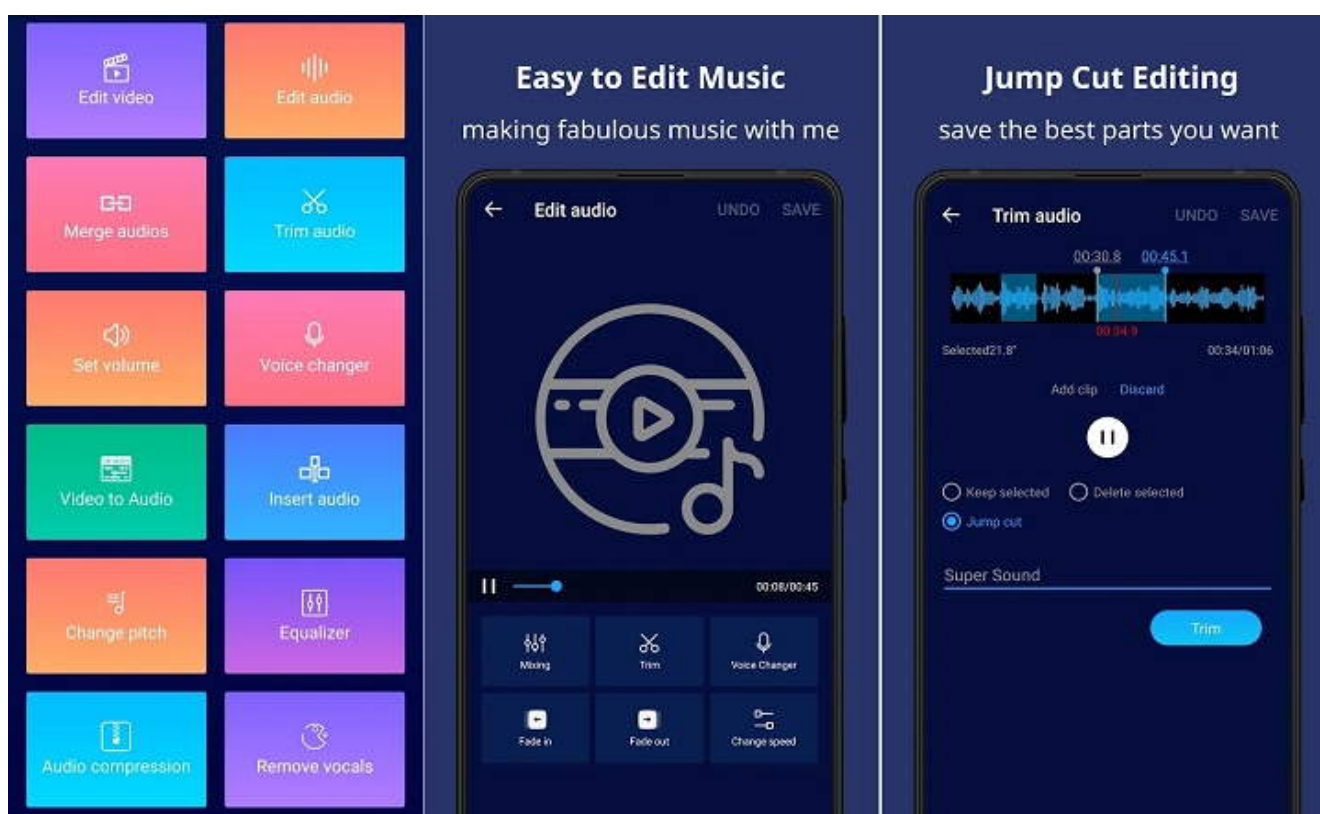 Edit video
Edit audio
Merge audios
Trim audio
Set volume
Voice changer
Video to Audio
Insert audio
Change pitch
Equalizer
Audio compression
Remove vocals
Easy to Edit Music
making fabulous music with me
Edit audio UNDO SAVE
00:08/00:45
Mixing Trim Voice Changer
Fade in Fade out Change speed
Jump Cut Editing
save the best parts you want
Trim audio UNDO SAVE
00:30.8 00:45.1
00:34.9
Selected21.8" 00:34/01:06
Add clip Discard
Keep selected Delete selected
Jump cut
Super Sound
Trim